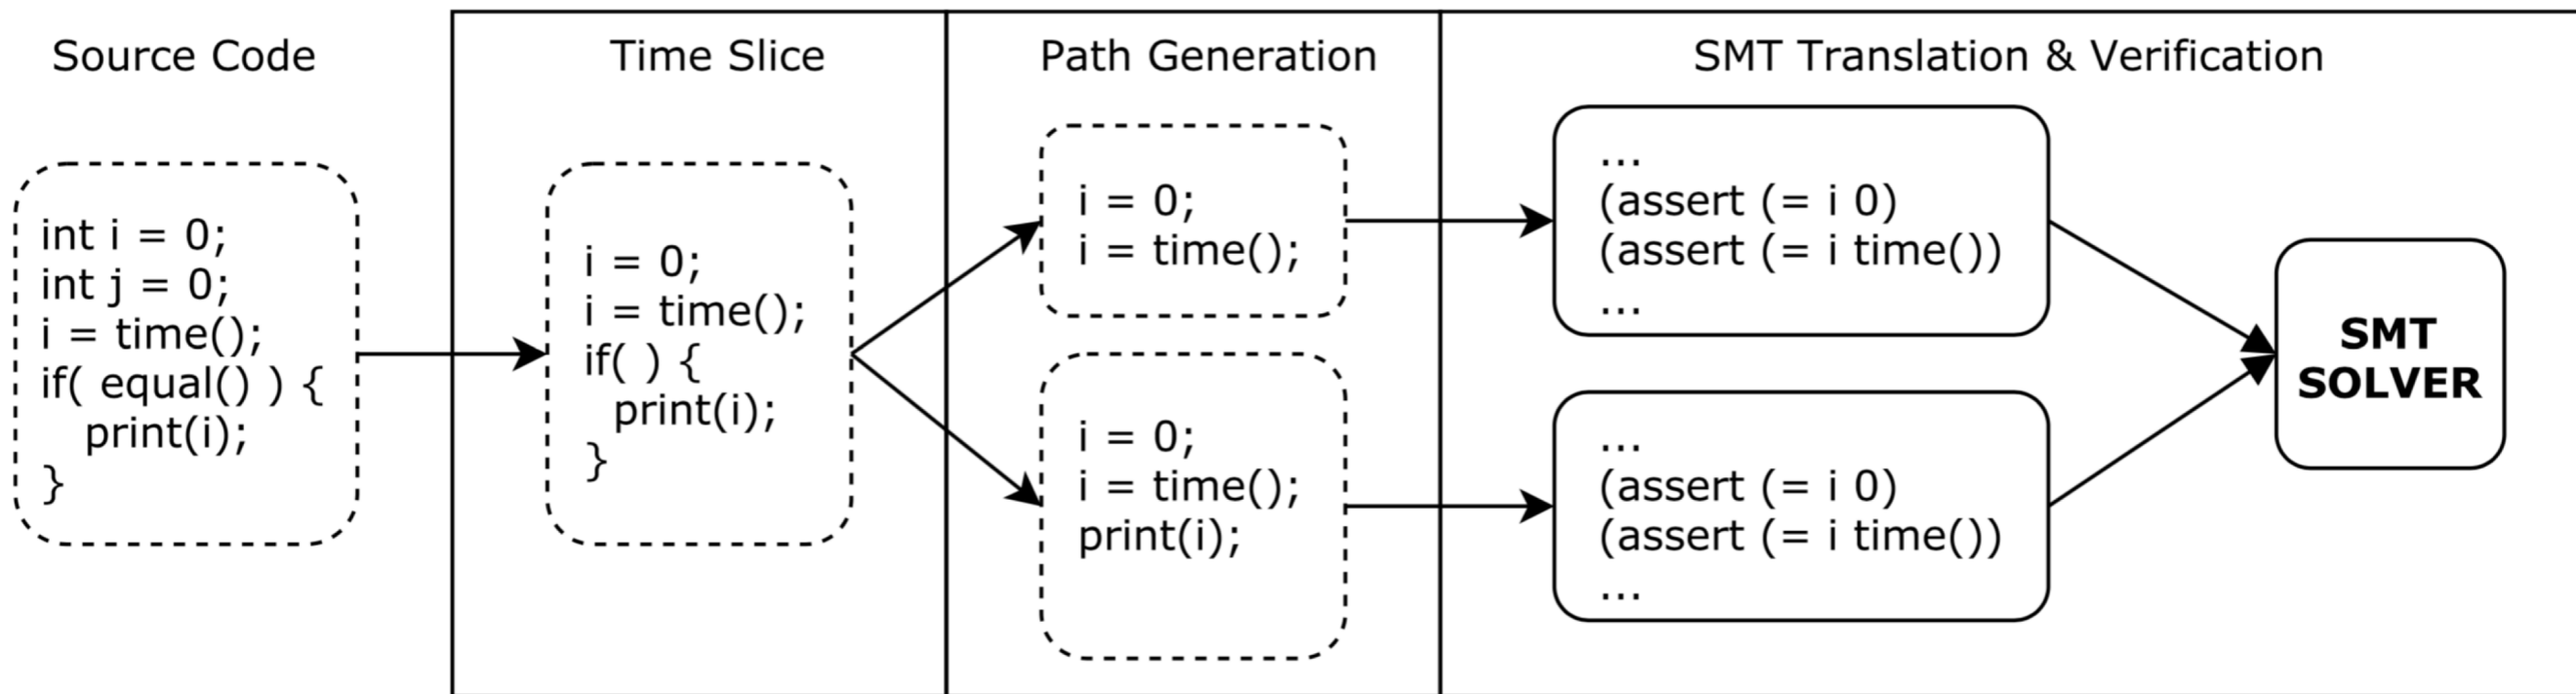 Source Code
int i = 0;
int j = 0;
i = time();
if( equal() ) {
print(i);
}
Time Slice
i = 0;
i = time();
if( ) {
print(i);
}
Path Generation
i = 0;
i = time();
i = 0;
i = time();
print(i);
SMT Translation & Verification
...
(assert (= i 0)
(assert (= i time())
...
...
(assert (= i 0)
(assert (= i time())
...
SMT
SOLVER